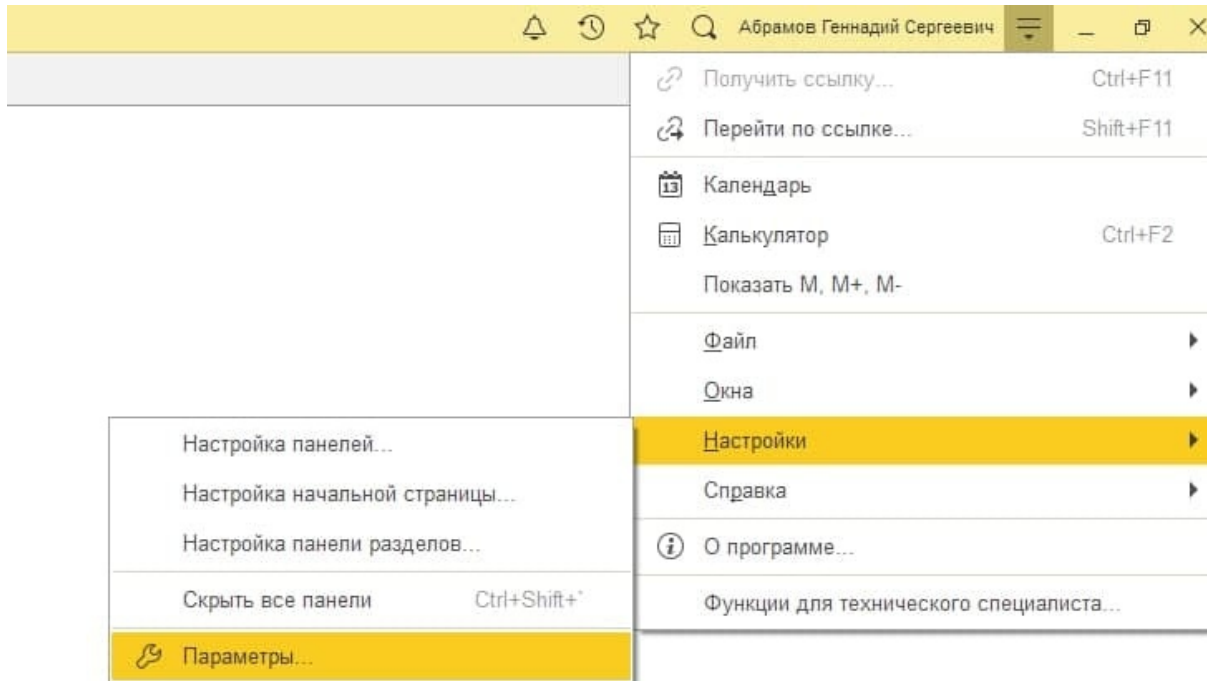 Абрамов Геннадий Сергеевич
Получить ссылку... Ctrl+F11
Перейти по ссылке... Shift+F11
13 Календарь
Калькулятор Ctrl+F2
Показать M, M+, M-
Файл
Окна
Настройки
Справка
О программе...
Функции для технического специалиста...
Настройка панелей...
Настройка начальной страницы...
Настройка панели разделов...
Скрыть все панели Ctrl+Shift+`
Параметры...